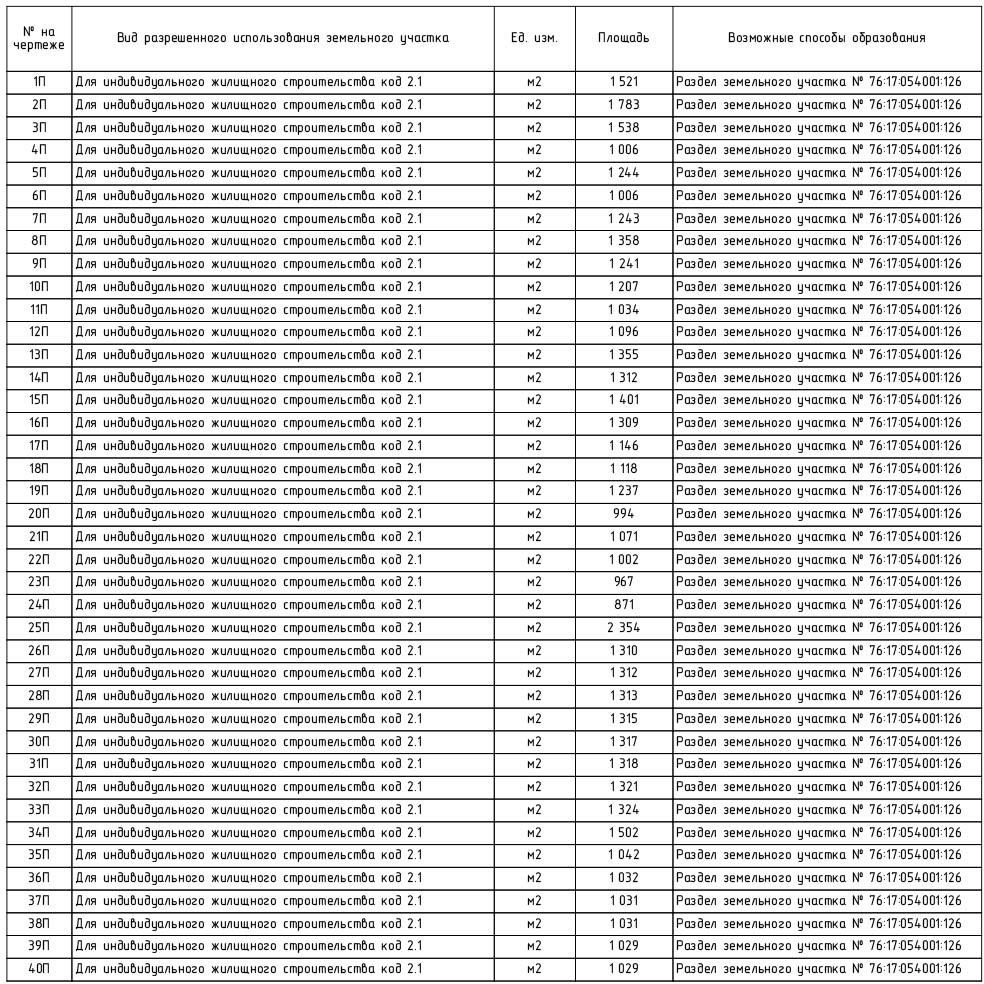 № на чертеже Вид разрешенного использования земельного участка Ед. изм. Площадь Возможные способы образования
1П Для индивидуального жилищного строительства код 2.1 м2 1 521 Раздел земельного участка № 76:17:054001:126
2П Для индивидуального жилищного строительства код 2.1 м2 1 783 Раздел земельного участка № 76:17:054001:126
3П Для индивидуального жилищного строительства код 2.1 м2 1 538 Раздел земельного участка № 76:17:054001:126
4П Для индивидуального жилищного строительства код 2.1 м2 1 006 Раздел земельного участка № 76:17:054001:126
5П Для индивидуального жилищного строительства код 2.1 м2 1 244 Раздел земельного участка № 76:17:054001:126
6П Для индивидуального жилищного строительства код 2.1 м2 1 006 Раздел земельного участка № 76:17:054001:126
7П Для индивидуального жилищного строительства код 2.1 м2 1 243 Раздел земельного участка № 76:17:054001:126
8П Для индивидуального жилищного строительства код 2.1 м2 1 358 Раздел земельного участка № 76:17:054001:126
9П Для индивидуального жилищного строительства код 2.1 м2 1 241 Раздел земельного участка № 76:17:054001:126
10П Для индивидуального жилищного строительства код 2.1 м2 1 207 Раздел земельного участка № 76:17:054001:126
11П Для индивидуального жилищного строительства код 2.1 м2 1 034 Раздел земельного участка № 76:17:054001:126
12П Для индивидуального жилищного строительства код 2.1 м2 1 096 Раздел земельного участка № 76:17:054001:126
13П Для индивидуального жилищного строительства код 2.1 м2 1 355 Раздел земельного участка № 76:17:054001:126
14П Для индивидуального жилищного строительства код 2.1 м2 1 312 Раздел земельного участка № 76:17:054001:126
15П Для индивидуального жилищного строительства код 2.1 м2 1 401 Раздел земельного участка № 76:17:054001:126
16П Для индивидуального жилищного строительства код 2.1 м2 1 309 Раздел земельного участка № 76:17:054001:126
17П Для индивидуального жилищного строительства код 2.1 м2 1 146 Раздел земельного участка № 76:17:054001:126
18П Для индивидуального жилищного строительства код 2.1 м2 1 118 Раздел земельного участка № 76:17:054001:126
19П Для индивидуального жилищного строительства код 2.1 м2 1 237 Раздел земельного участка № 76:17:054001:126
20П Для индивидуального жилищного строительства код 2.1 м2 994 Раздел земельного участка № 76:17:054001:126
21П Для индивидуального жилищного строительства код 2.1 м2 1 071 Раздел земельного участка № 76:17:054001:126
22П Для индивидуального жилищного строительства код 2.1 м2 1 002 Раздел земельного участка № 76:17:054001:126
23П Для индивидуального жилищного строительства код 2.1 м2 967 Раздел земельного участка № 76:17:054001:126
24П Для индивидуального жилищного строительства код 2.1 м2 871 Раздел земельного участка № 76:17:054001:126
25П Для индивидуального жилищного строительства код 2.1 м2 2 354 Раздел земельного участка № 76:17:054001:126
26П Для индивидуального жилищного строительства код 2.1 м2 1 310 Раздел земельного участка № 76:17:054001:126
27П Для индивидуального жилищного строительства код 2.1 м2 1 312 Раздел земельного участка № 76:17:054001:126
28П Для индивидуального жилищного строительства код 2.1 м2 1 313 Раздел земельного участка № 76:17:054001:126
29П Для индивидуального жилищного строительства код 2.1 м2 1 315 Раздел земельного участка № 76:17:054001:126
30П Для индивидуального жилищного строительства код 2.1 м2 1 317 Раздел земельного участка № 76:17:054001:126
31П Для индивидуального жилищного строительства код 2.1 м2 1 318 Раздел земельного участка № 76:17:054001:126
32П Для индивидуального жилищного строительства код 2.1 м2 1 321 Раздел земельного участка № 76:17:054001:126
33П Для индивидуального жилищного строительства код 2.1 м2 1 324 Раздел земельного участка № 76:17:054001:126
34П Для индивидуального жилищного строительства код 2.1 м2 1 502 Раздел земельного участка № 76:17:054001:126
35П Для индивидуального жилищного строительства код 2.1 м2 1 042 Раздел земельного участка № 76:17:054001:126
36П Для индивидуального жилищного строительства код 2.1 м2 1 032 Раздел земельного участка № 76:17:054001:126
37П Для индивидуального жилищного строительства код 2.1 м2 1 031 Раздел земельного участка № 76:17:054001:126
38П Для индивидуального жилищного строительства код 2.1 м2 1 031 Раздел земельного участка № 76:17:054001:126
39П Для индивидуального жилищного строительства код 2.1 м2 1 029 Раздел земельного участка № 76:17:054001:126
40П Для индивидуального жилищного строительства код 2.1 м2 1 029 Раздел земельного участка № 76:17:054001:126